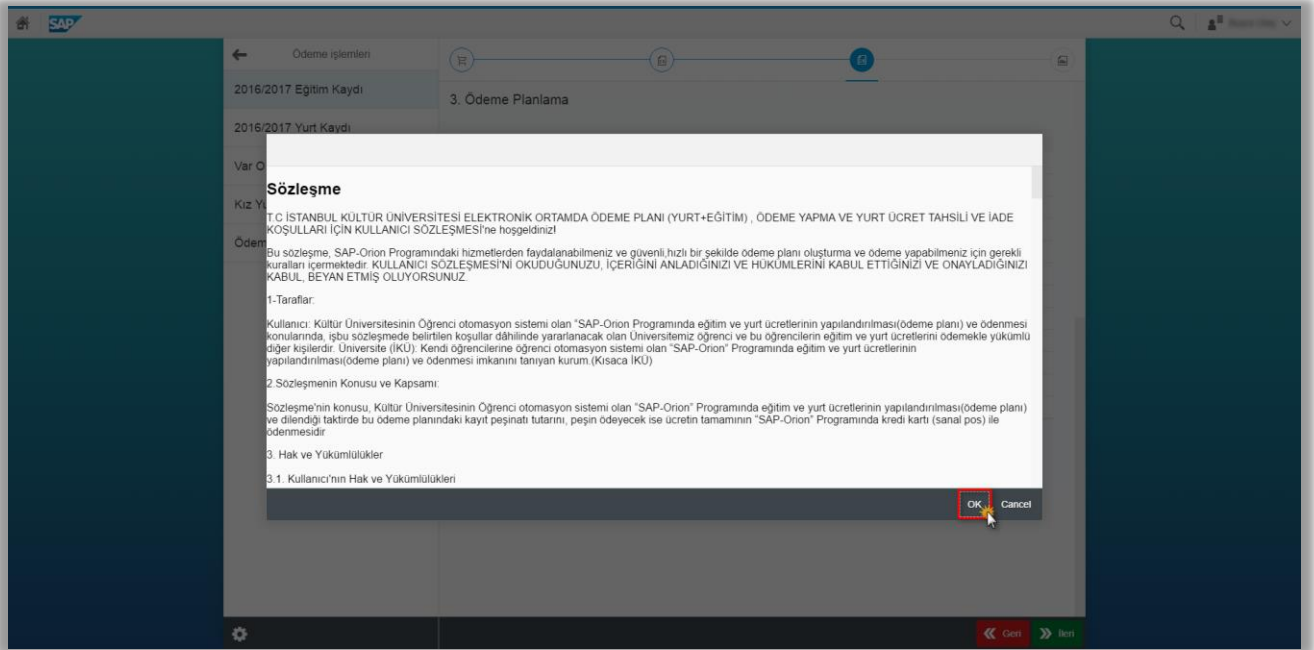 SAP
Ödeme işlemleri
2016/2017 Eğitim Kaydı
3. Ödeme Planlama
2016/2017 Yurt Kaydı
Var O
Kız Yu
Ödem
Sözleşme
T.C İSTANBUL KÜLTÜR ÜNİVERSİTESİ ELEKTRONİK ORTAMDA ÖDEME PLANI (YURT+EĞİTİM) , ÖDEME YAPMA VE YURT ÜCRET TAHSİLİ VE İADE
KOŞULLARI İÇİN KULLANICI SÖZLEŞMESİ'ne hoşgeldiniz!
Bu sözleşme, SAP-Orion Programındaki hizmetlerden faydalanabilmeniz ve güvenli,hızlı bir şekilde ödeme planı oluşturma ve ödeme yapabilmeniz için gerekli
kuralları içermektedir. KULLANICI SÖZLEŞMESİ'Nİ OKUDUĞUNUZU, İÇERİĞİNİ ANLADIĞINIZI VE HÜKÜMLERİNİ KABUL ETTİĞİNİZİ VE ONAYLADIĞINIZI
KABUL, BEYAN ETMİŞ OLUYORSUNUZ.
1-Taraflar:
Kullanıcı: Kültür Üniversitesinin Öğrenci otomasyon sistemi olan "SAP-Orion Programında eğitim ve yurt ücretlerinin yapılandırılması(ödeme planı) ve ödenmesi
konularında, işbu sözleşmede belirtilen koşullar dâhilinde yararlanacak olan Üniversitemiz öğrenci ve bu öğrencilerin eğitim ve yurt ücretlerini ödemekle yükümlü
diğer kişilerdir. Üniversite (İKÜ): Kendi öğrencilerine öğrenci otomasyon sistemi olan "SAP-Orion" Programında eğitim ve yurt ücretlerinin
yapılandırılması(ödeme planı) ve ödenmesi imkanını tanıyan kurum.(Kısaca İKÜ)
2.Sözleşmenin Konusu ve Kapsamı:
Sözleşme'nin konusu, Kültür Üniversitesinin Öğrenci otomasyon sistemi olan "SAP-Orion" Programında eğitim ve yurt ücretlerinin yapılandırılması(ödeme planı)
ve dilendiği taktirde bu ödeme planındaki kayıt peşinatı tutarını, peşin ödeyecek ise ücretin tamamının "SAP-Orion" Programında kredi kartı (sanal pos) ile
ödenmesidir
3. Hak ve Yükümlülükler
3.1. Kullanıcı'nın Hak ve Yükümlülükleri
OK Cancel
Geri İleri